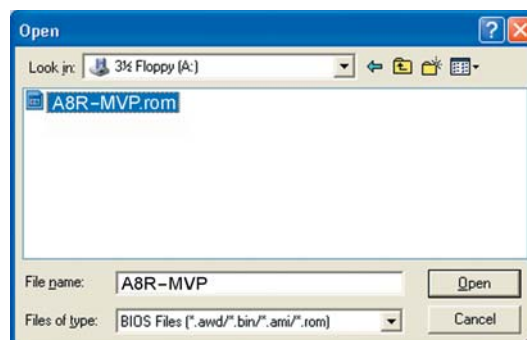 Open
Look in: 3½ Floppy (A:)
A8R-MVP.rom
File name: A8R-MVP Open
Files of type: BIOS Files (*.awd/*.bin/*.ami/*.rom) Cancel